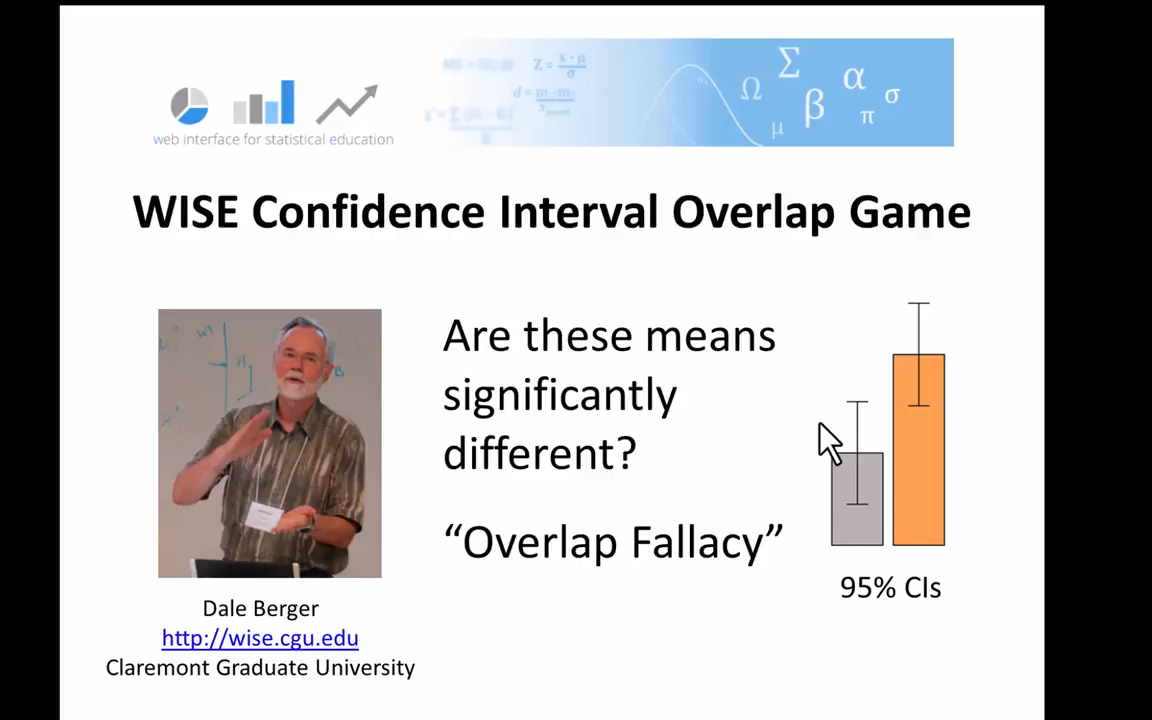 web interface for statistical education
Z = x - μ / σ
Σ
Ω
β
α
σ
π
μ
WISE Confidence Interval Overlap Game
Are these means
significantly
different?
“Overlap Fallacy”
95% CIs
Dale Berger
http://wise.cgu.edu
Claremont Graduate University